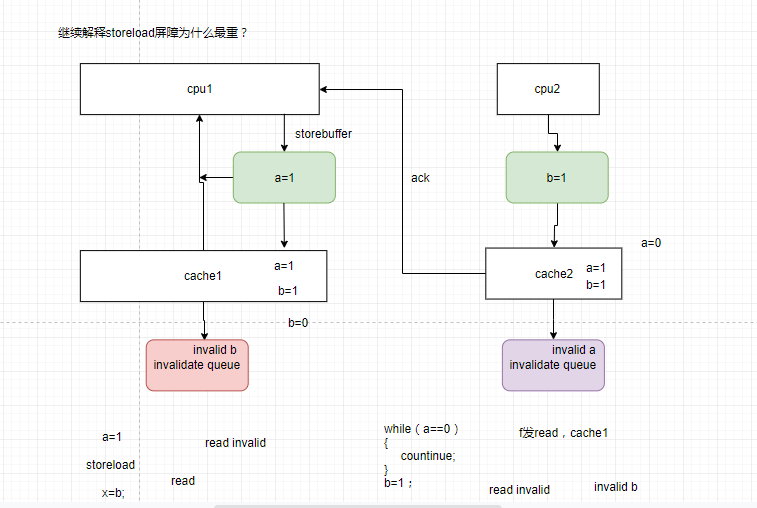 继续解释storeload屏障为什么最重？
cpu1
cpu2
storebuffer
a=1
ack
b=1
a=0
cache1
a=1
b=1
cache2
a=1
b=1
b=0
invalid b
invalidate queue
invalid a
invalidate queue
a=1
storeload
x=b;
read invalid
read
while（a==0）
{
countinue;
}
b=1；
f发read，cache1
read invalid
invalid b